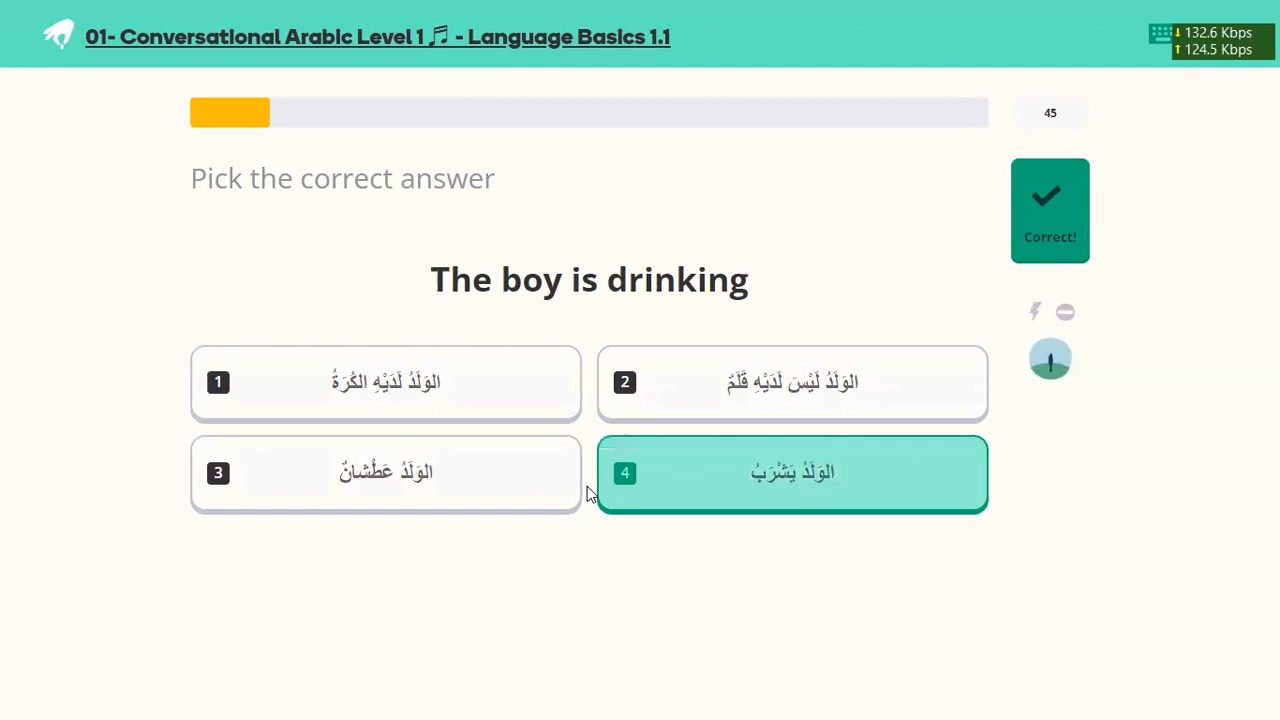 01- Conversational Arabic Level 1 🎵 - Language Basics 1.1
↓ 132.6 Kbps
↑ 124.5 Kbps
45
Pick the correct answer
Correct!
The boy is drinking
1 الوَلَدُ لَدَيْهِ الكُرَةُ
2 الوَلَدُ لَيْسَ لَدَيْهِ قَلَمٌ
3 الوَلَدُ عَطْشانٌ
4 الوَلَدُ يَشْرَبُ